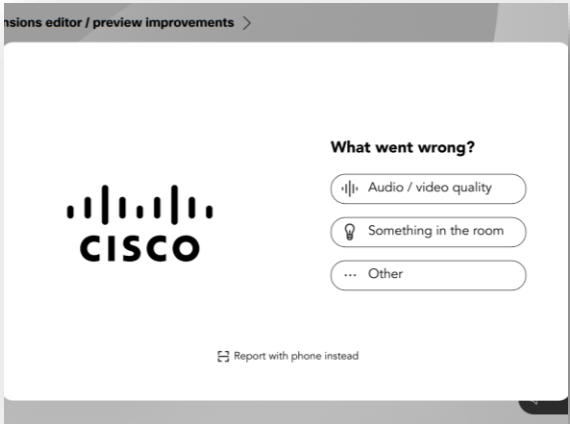 nsions editor / preview improvements
CISCO
What went wrong?
Audio / video quality
Something in the room
Other
Report with phone instead